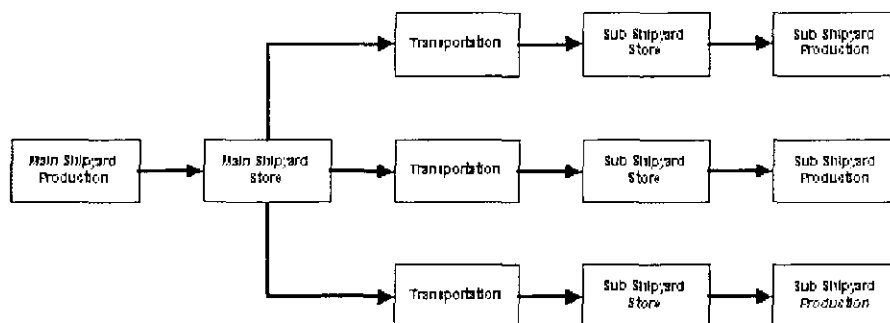 Transportation
Sub Shipyard
Store
Sub Shipyard
Production
Main Shipyard
Production
Main Shipyard
Store
Transportation
Sub Shipyard
Store
Sub Shipyard
Production
Transportation
Sub Shipyard
Store
Sub Shipyard
Production